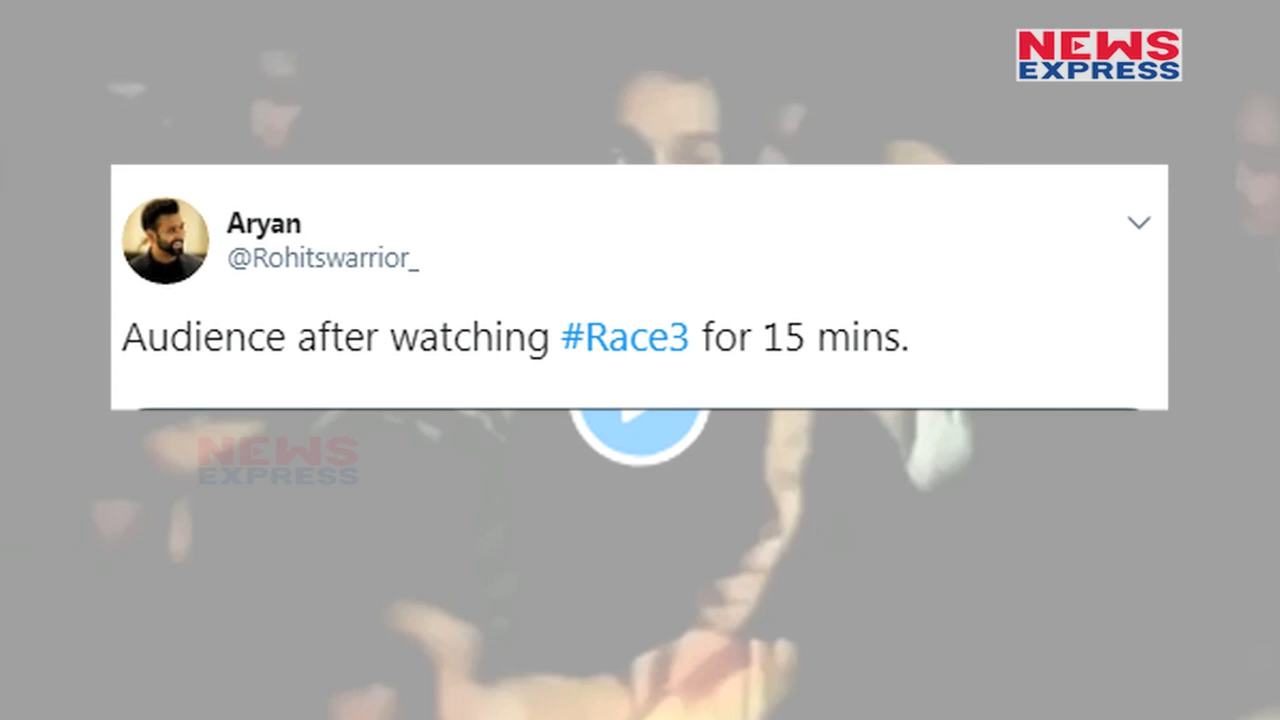 NEWS
EXPRESS
Aryan
@Rohitswarrior_
Audience after watching #Race3 for 15 mins.
NEWS
EXPRESS